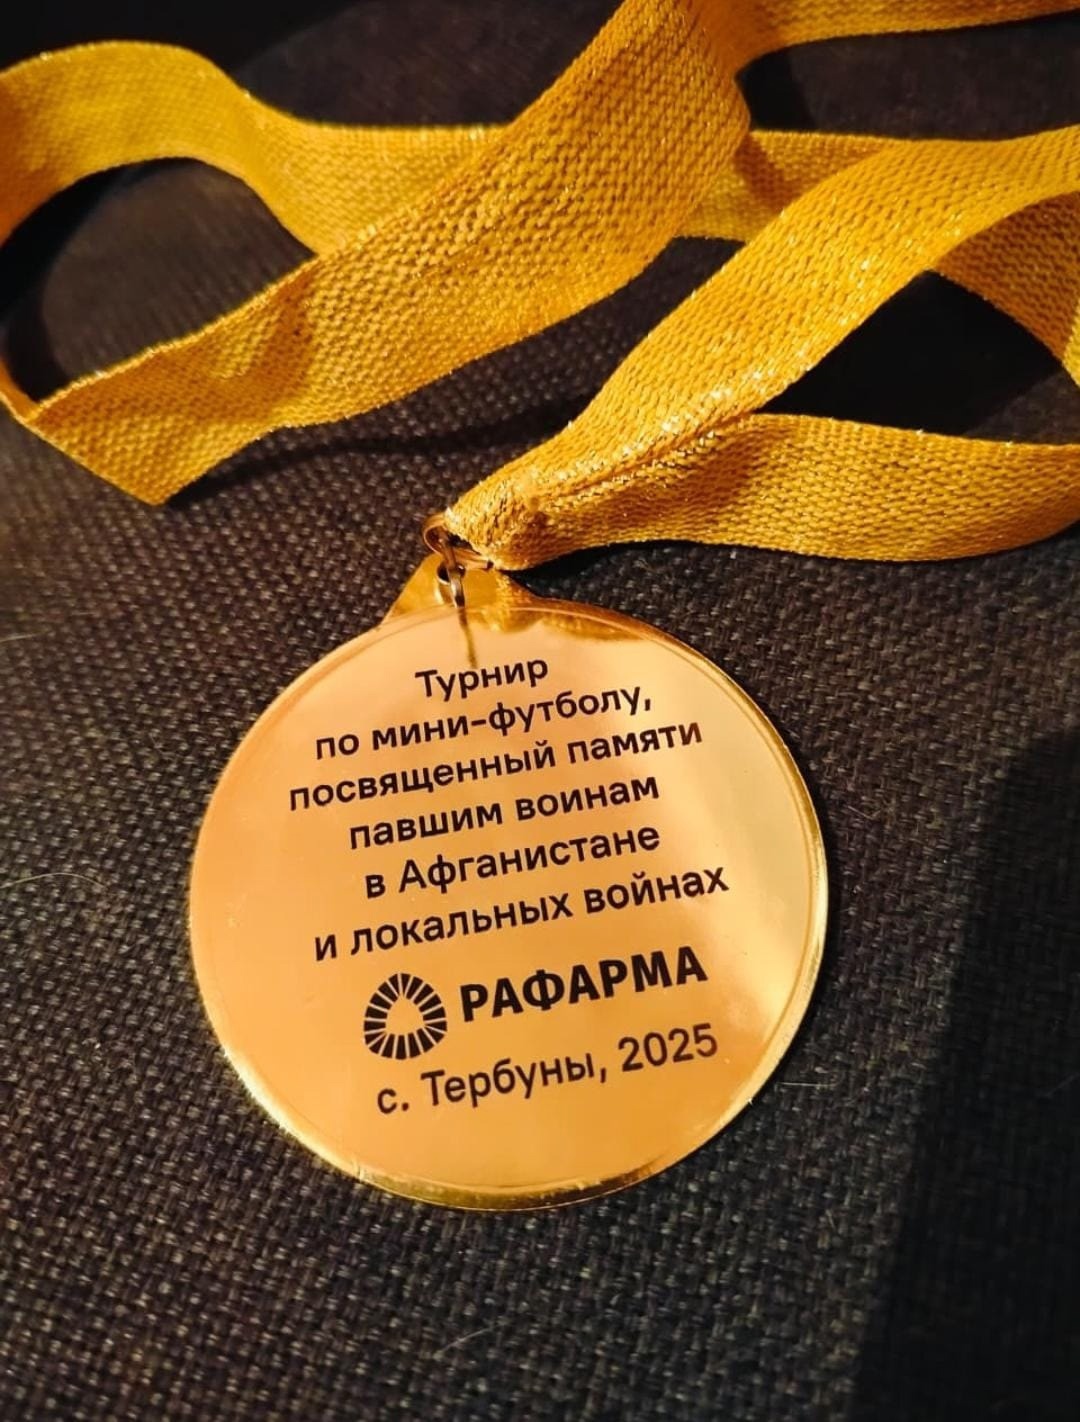 Турнир
по мини-футболу,
посвященный памяти
павшим воинам
в Афганистане
и локальных войнах
РАФАРМА
с. Тербуны, 2025